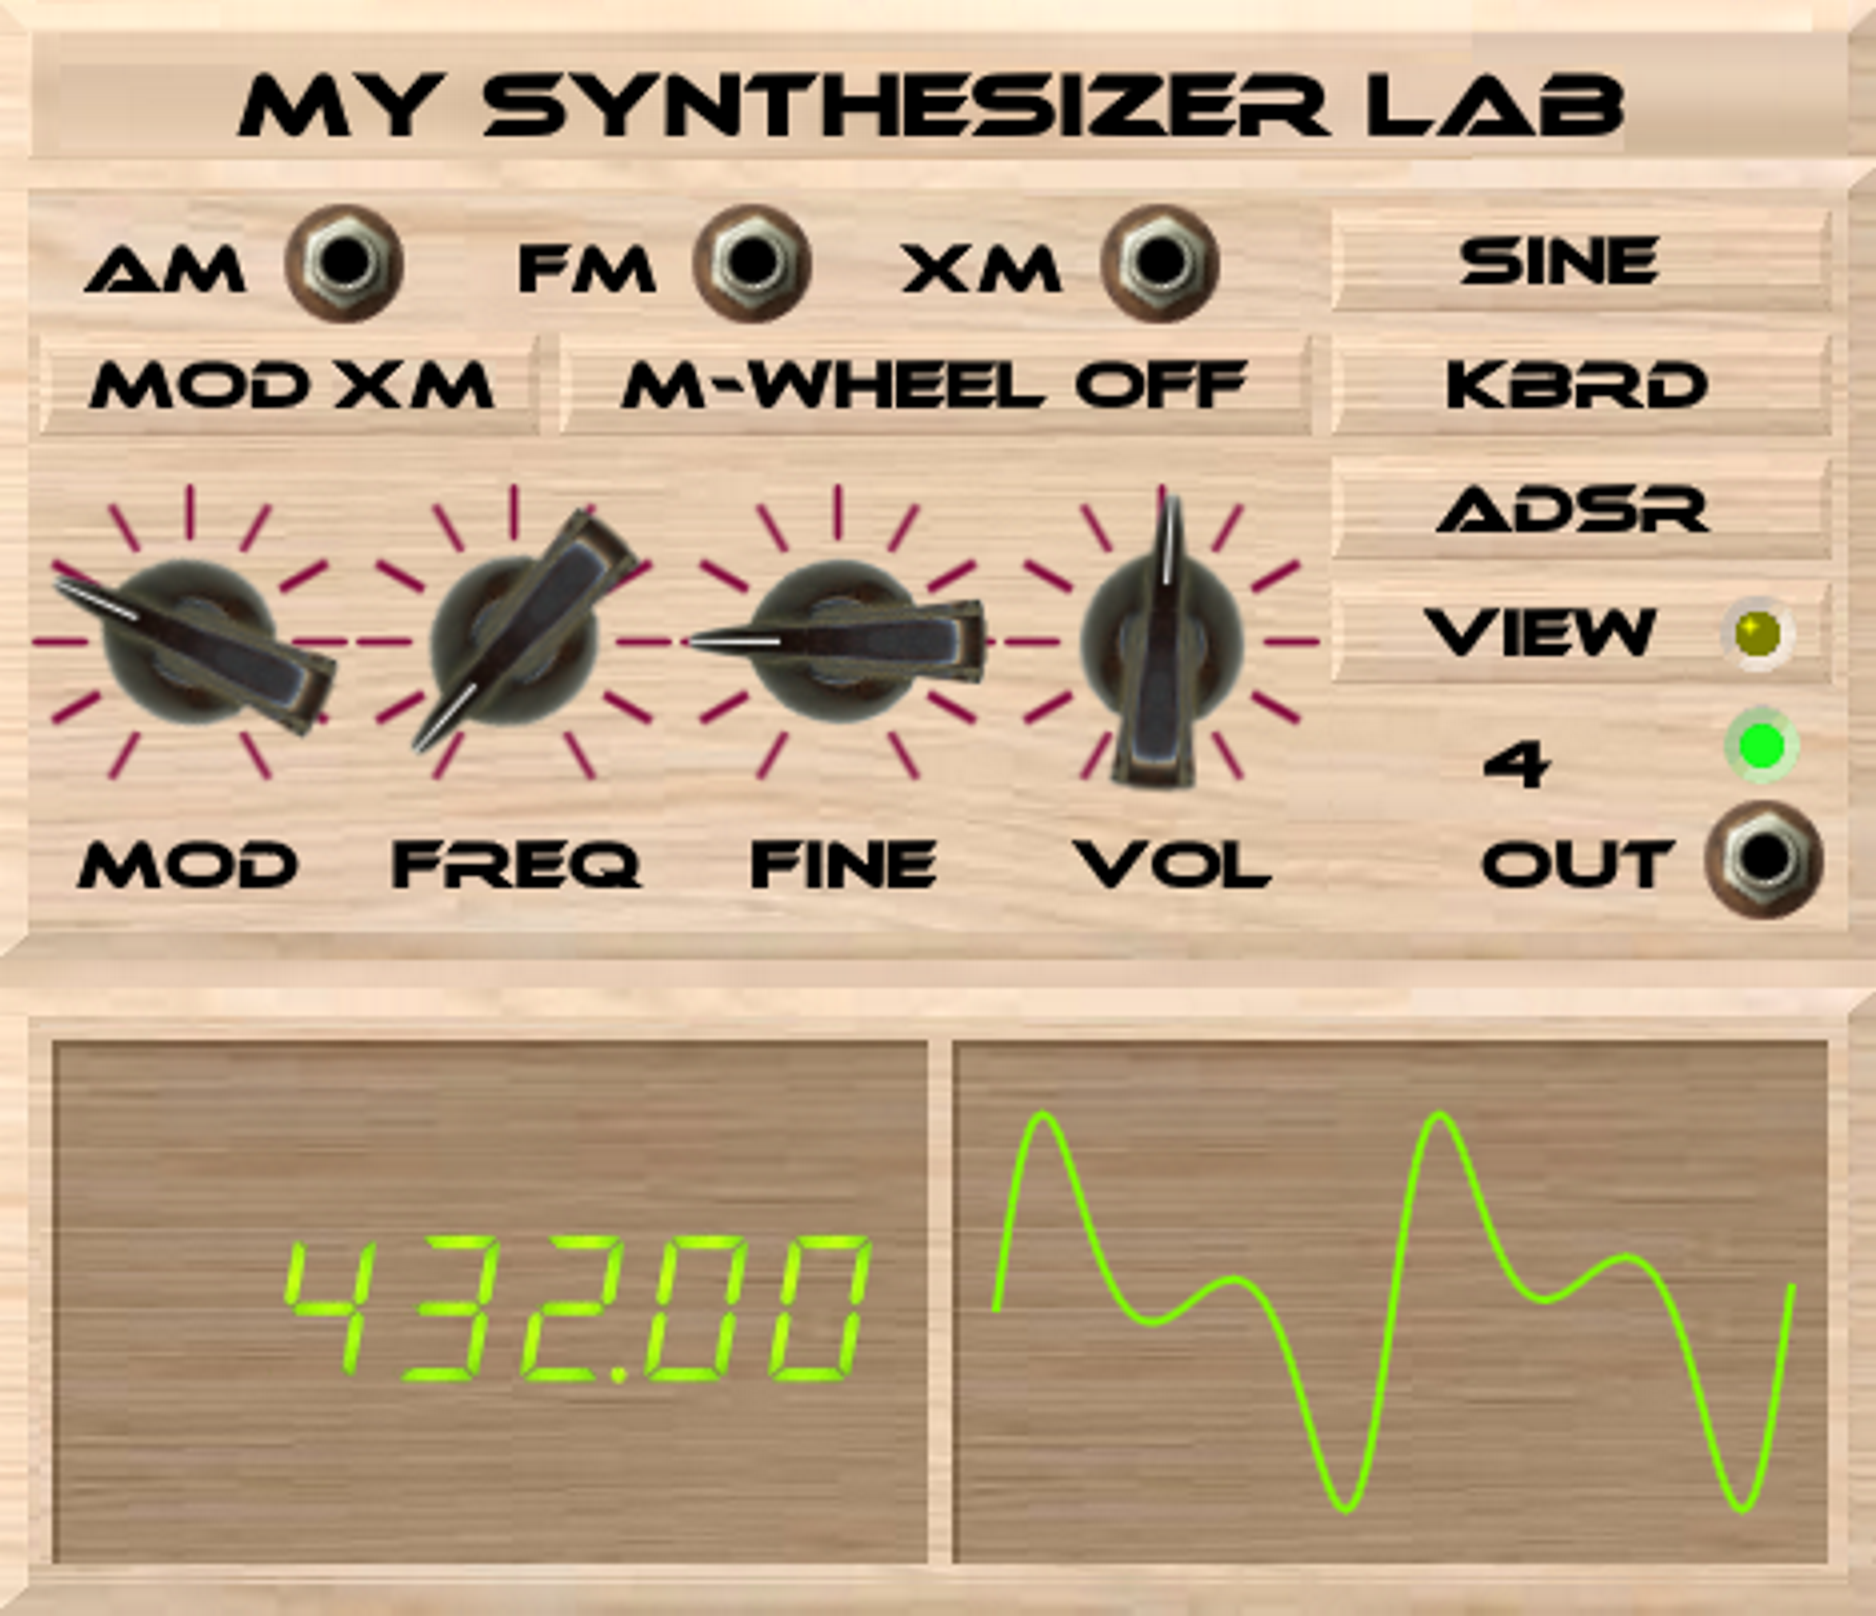 MY SYNTHESIZER LAB
AM FM XM SINE
MOD XM M-WHEEL OFF KBRD
ADSR
VIEW
4
MOD FREQ FINE VOL OUT
432.00